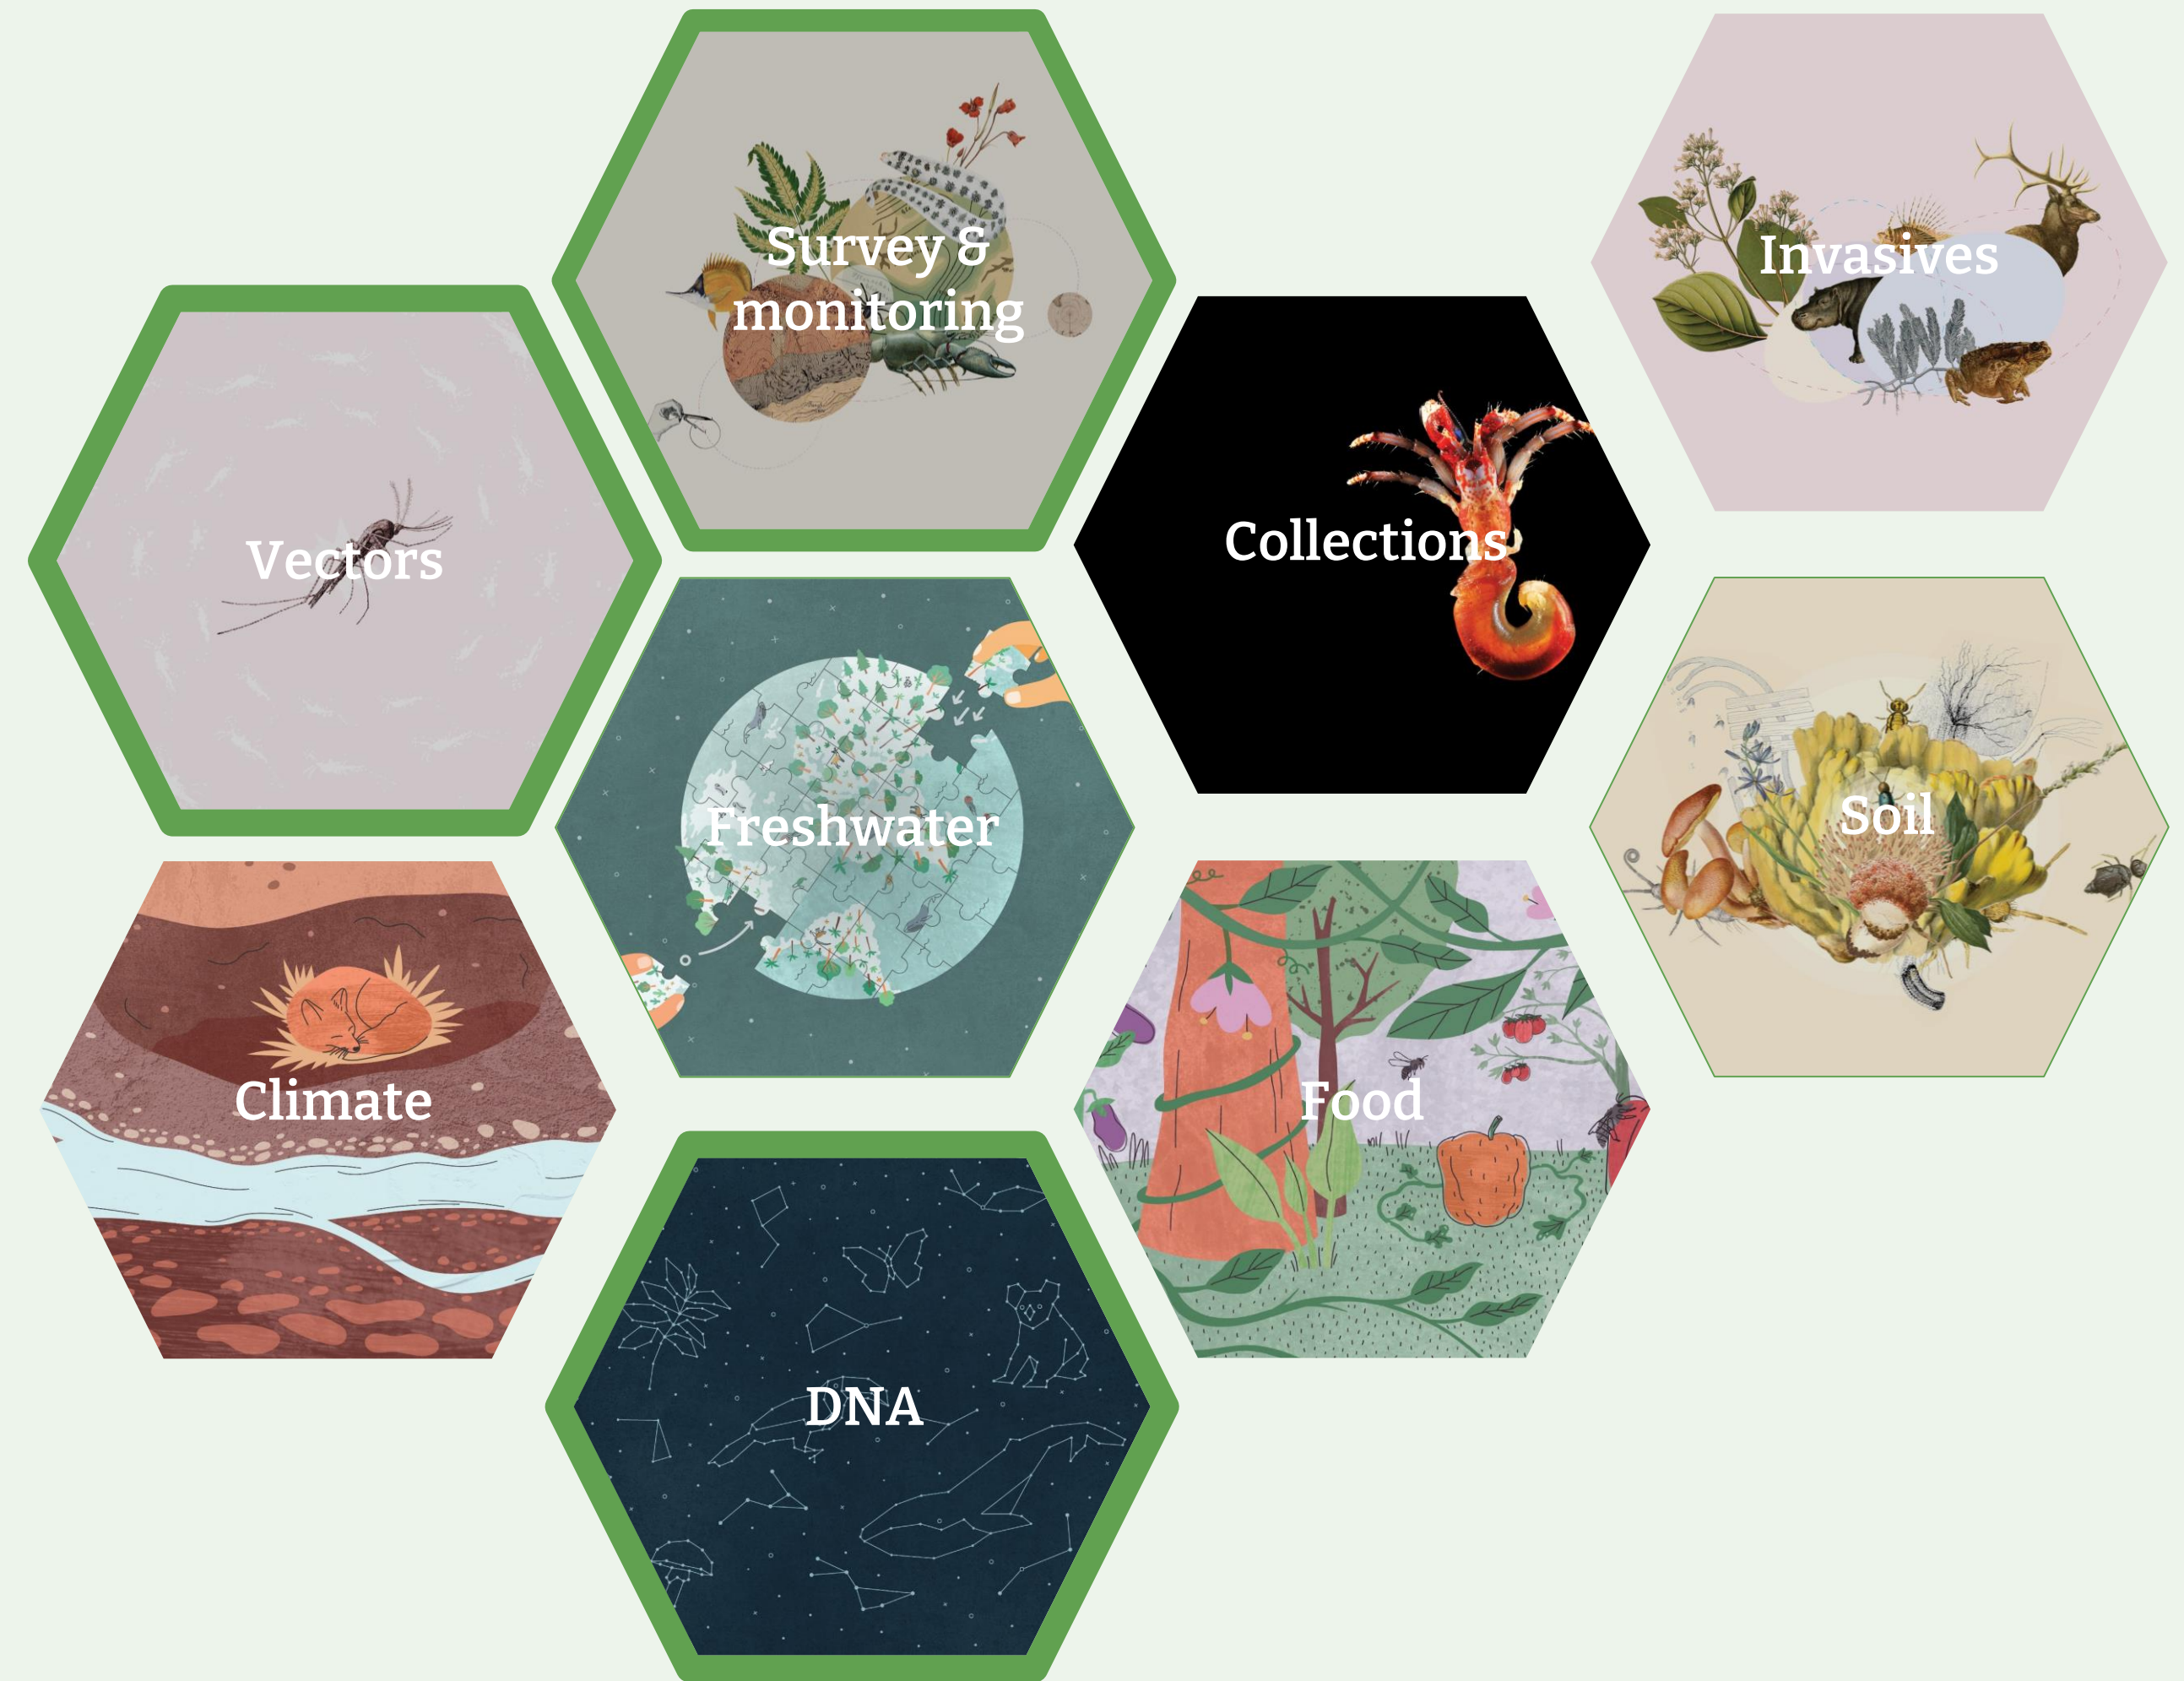 Survey &
monitoring
Invasives
Vectors
Collections
Freshwater
Soil
Climate
Food
DNA